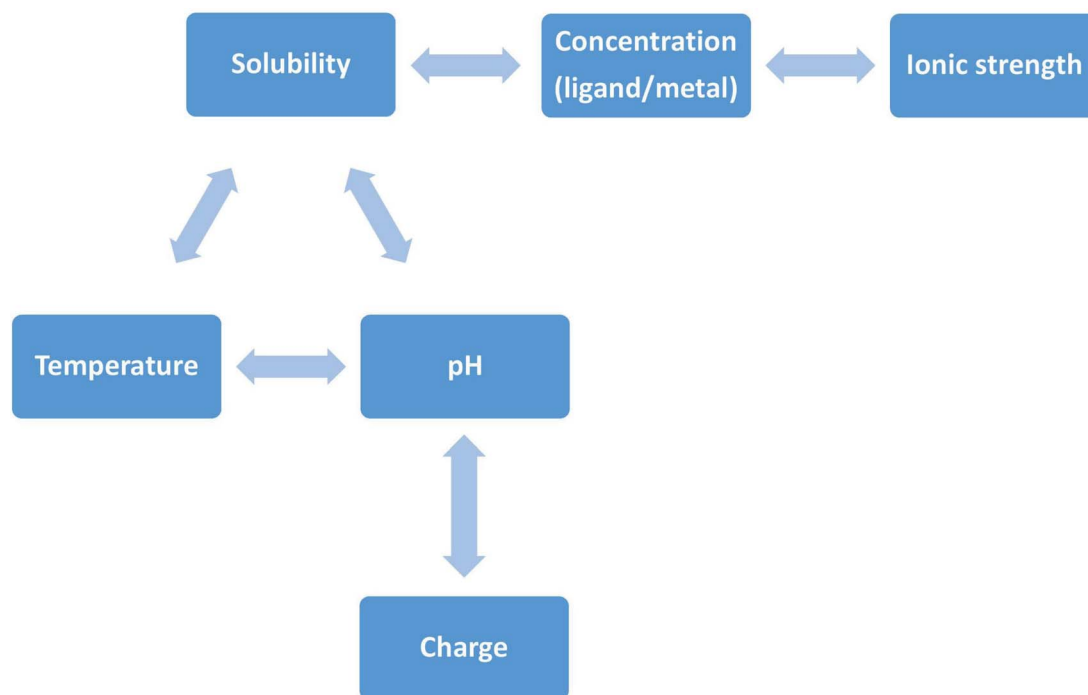 Solubility
Concentration
(ligand/metal)
Ionic strength
Temperature
pH
Charge